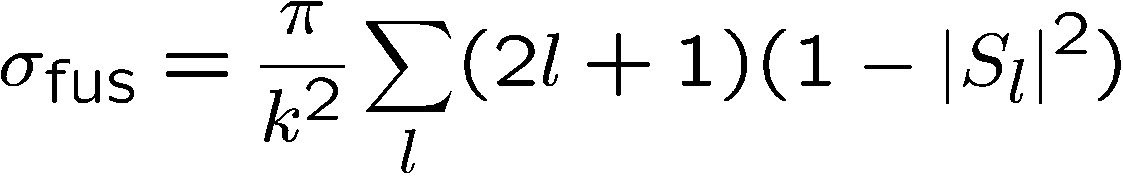 σ_fus = π/k² ∑_l (2l + 1)(1 − |S_l|²)